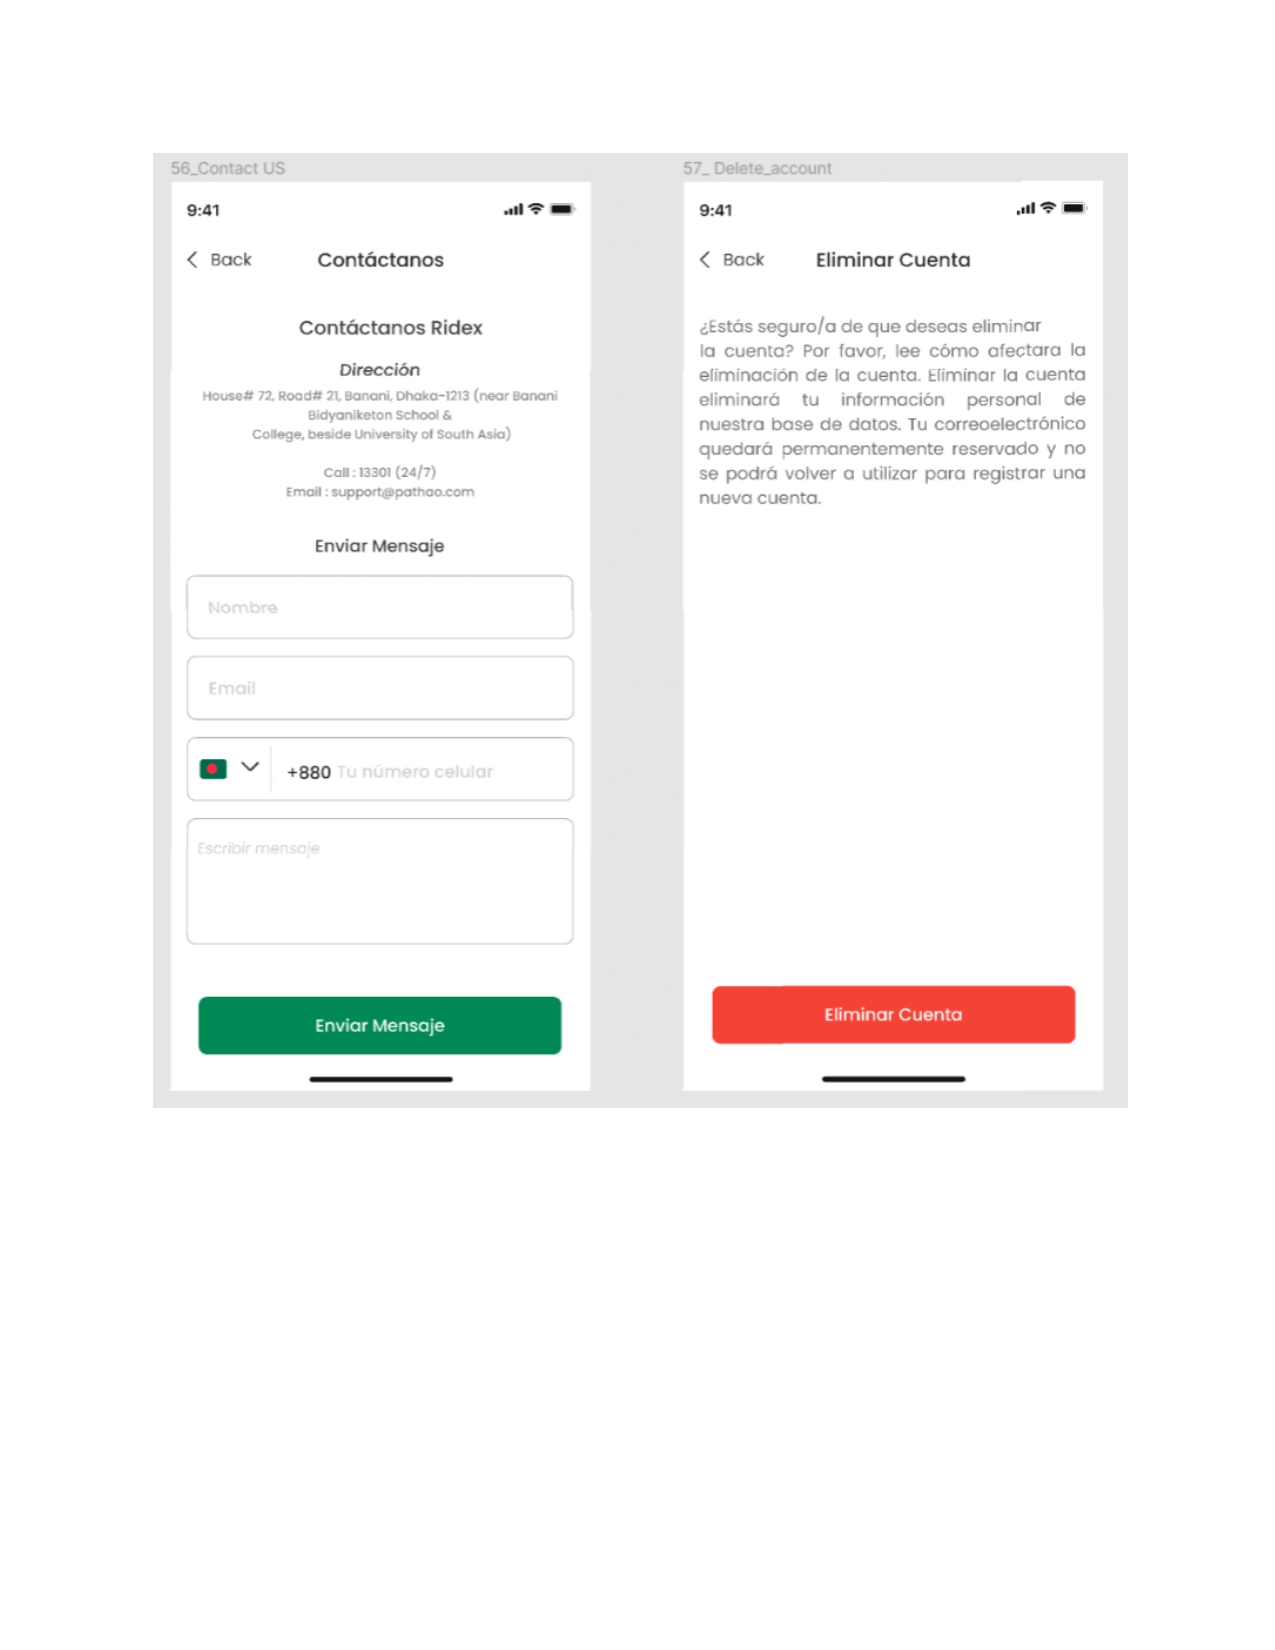 56_Contact US
9:41
Back
Contáctanos
Contáctanos Ridex
Dirección
House# 72, Road# 21, Banani, Dhaka-1213 (near Banani
Bidyaniketon School &
College, beside University of South Asia)
Call : 13301 (24/7)
Email : support@pathao.com
Enviar Mensaje
Nombre
Email
+880 Tu número celular
Escribir mensaje
Enviar Mensaje
57_ Delete_account
9:41
Back
Eliminar Cuenta
¿Estás seguro/a de que deseas eliminar
la cuenta? Por favor, lee cómo afectara la
eliminación de la cuenta. Eliminar la cuenta
eliminará tu información personal de
nuestra base de datos. Tu correoelectrónico
quedará permanentemente reservado y no
se podrá volver a utilizar para registrar una
nueva cuenta.
Eliminar Cuenta